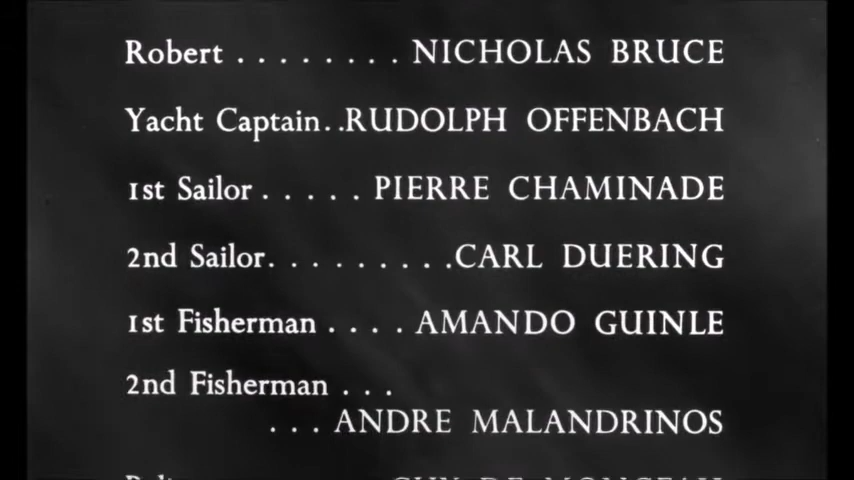 Robert ........ NICHOLAS BRUCE
Yacht Captain..RUDOLPH OFFENBACH
1st Sailor ..... PIERRE CHAMINADE
2nd Sailor.........CARL DUERING
1st Fisherman .... AMANDO GUINLE
2nd Fisherman ...
... ANDRE MALANDRINOS